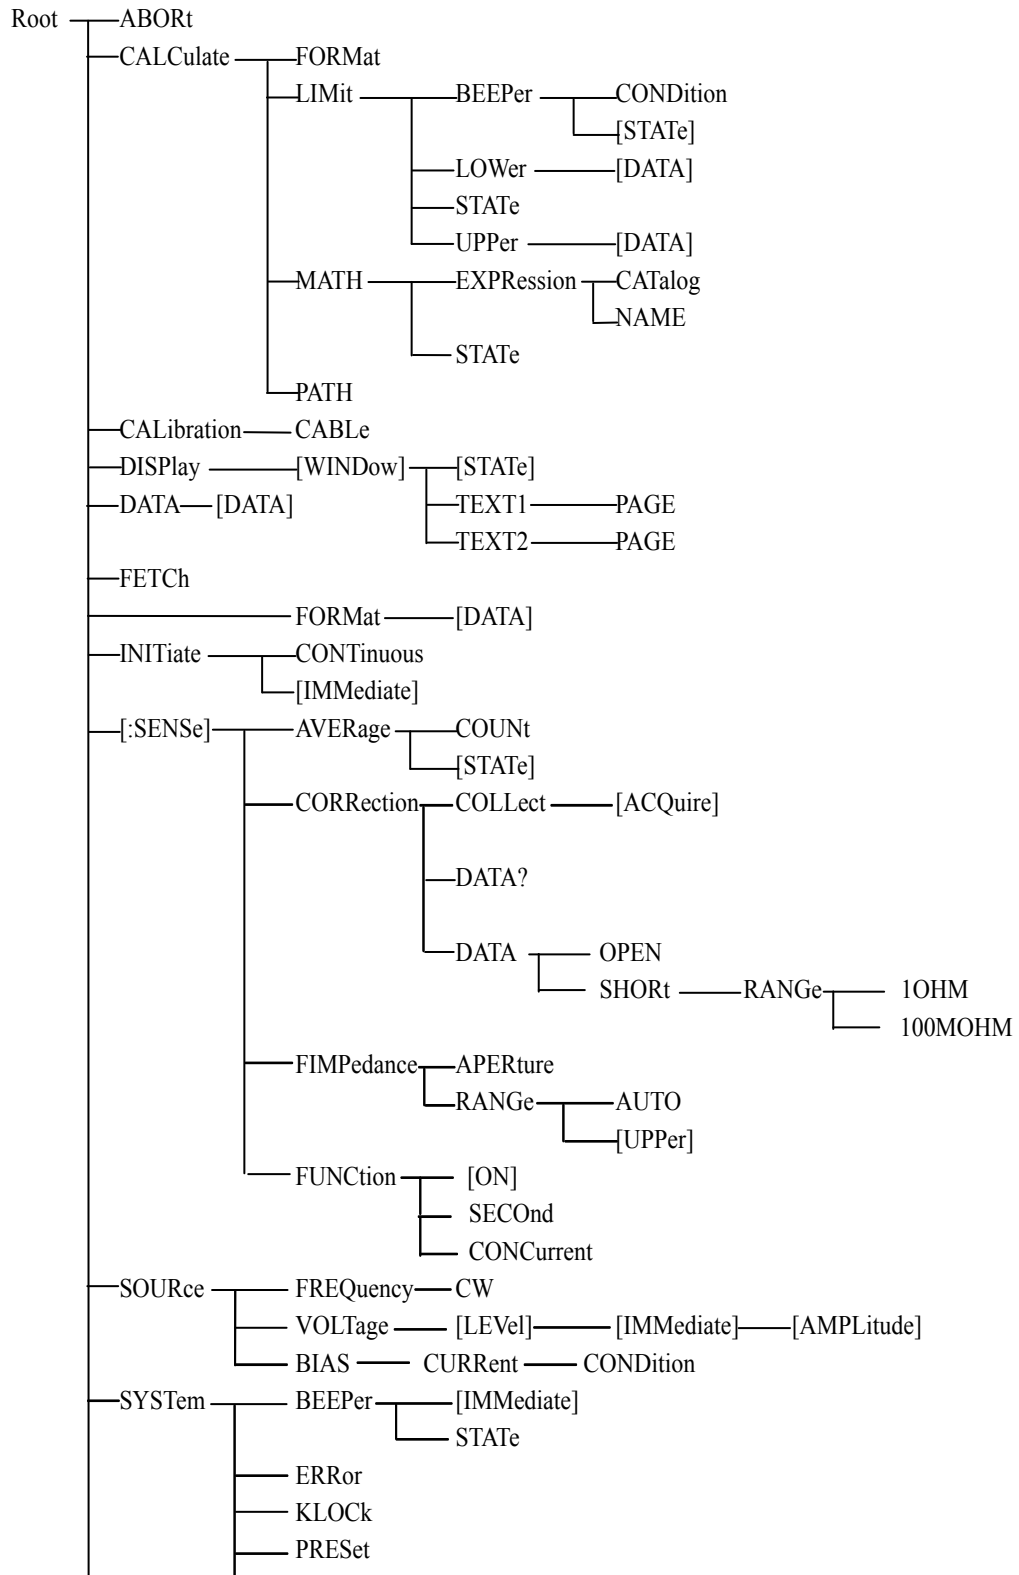 Root ABORt
CALCulate FORMat
LIMit BEEPer CONDition
[STATe]
LOWer [DATA]
STATe
UPPer [DATA]
MATH EXPRession CATalog
NAME
STATe
PATH
CALibration CABLe
DISPlay [WINDow] [STATe]
DATA [DATA] TEXT1 PAGE
TEXT2 PAGE
FETCh
FORMat [DATA]
INITiate CONTinuous
[IMMediate]
[:SENSe] AVERage COUNt
[STATe]
CORRection COLLect [ACQuire]
DATA?
DATA OPEN
SHORt RANGe 1OHM
100MOHM
FIMPedance APERture
RANGe AUTO
[UPPer]
FUNCtion [ON]
SECOnd
CONCurrent
SOURce FREQuency CW
VOLTage [LEVel] [IMMediate] [AMPLitude]
BIAS CURRent CONDition
SYSTem BEEPer [IMMediate]
STATe
ERRor
KLOCk
PRESet